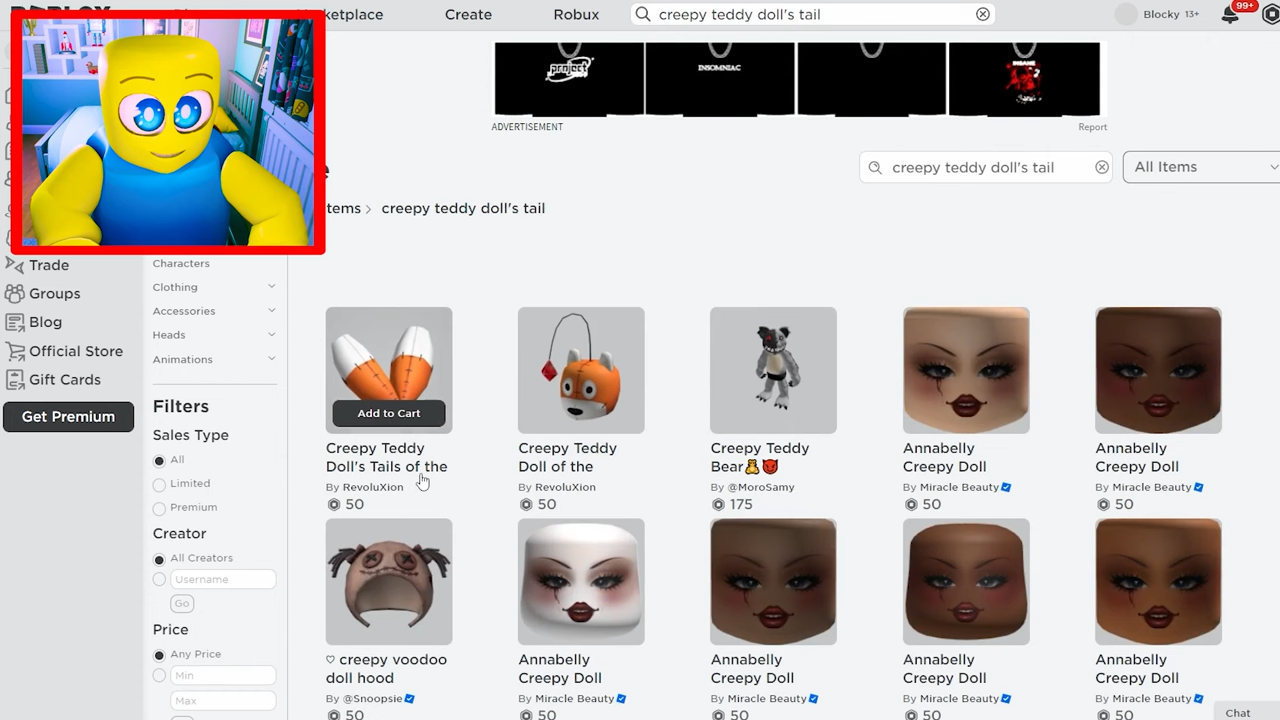 Marketplace
Create
Robux
creepy teddy doll's tail
Blocky 13+
99+
project
INSOMNIAC
INSANE
ADVERTISEMENT
Report
creepy teddy doll's tail
All Items
creepy teddy doll's tail
Trade
Groups
Blog
Official Store
Gift Cards
Get Premium
Characters
Clothing
Accessories
Heads
Animations
Filters
Sales Type
All
Limited
Premium
Creator
All Creators
Username
Go
Price
Any Price
Min
Max
Add to Cart
Creepy Teddy
Doll's Tails of the
By RevoluXion
50
Creepy Teddy
Doll of the
By RevoluXion
50
Creepy Teddy
Bear🧸😈
By @MoroSamy
175
Annabelly
Creepy Doll
By Miracle Beauty
50
Annabelly
Creepy Doll
By Miracle Beauty
50
♡ creepy voodoo
doll hood
By @Snoopsie
50
Annabelly
Creepy Doll
By Miracle Beauty
50
Annabelly
Creepy Doll
By Miracle Beauty
50
Annabelly
Creepy Doll
By Miracle Beauty
50
Annabelly
Creepy Doll
By Miracle Beauty
50
Chat